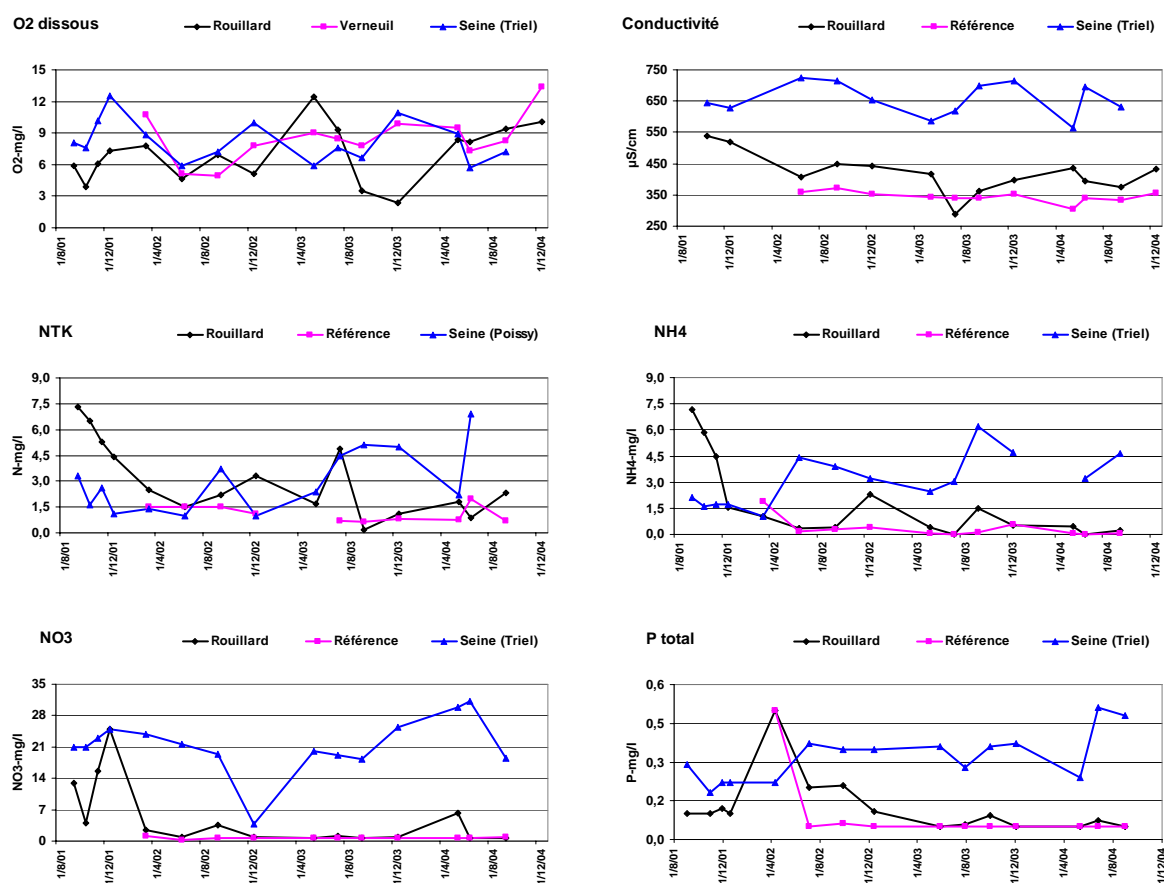 O2 dissous
Rouillard Verneuil Seine (Triel)
O2-mg/l
15
12
9
6
3
0
1/8/01 1/12/01 1/4/02 1/8/02 1/12/02 1/4/03 1/8/03 1/12/03 1/4/04 1/8/04 1/12/04
Conductivité
Rouillard Référence Seine (Triel)
µS/cm
750
650
550
450
350
250
1/8/01 1/12/01 1/4/02 1/8/02 1/12/02 1/4/03 1/8/03 1/12/03 1/4/04 1/8/04 1/12/04
NTK
Rouillard Référence Seine (Poissy)
N-mg/l
9,0
7,5
6,0
4,5
3,0
1,5
0,0
1/8/01 1/12/01 1/4/02 1/8/02 1/12/02 1/4/03 1/8/03 1/12/03 1/4/04 1/8/04 1/12/04
NH4
Rouillard Référence Seine (Triel)
NH4-mg/l
9,0
7,5
6,0
4,5
3,0
1,5
0,0
1/8/01 1/12/01 1/4/02 1/8/02 1/12/02 1/4/03 1/8/03 1/12/03 1/4/04 1/8/04 1/12/04
NO3
Rouillard Référence Seine (Triel)
NO3-mg/l
35
28
21
14
7
0
1/8/01 1/12/01 1/4/02 1/8/02 1/12/02 1/4/03 1/8/03 1/12/03 1/4/04 1/8/04 1/12/04
P total
Rouillard Référence Seine (Triel)
P-mg/l
0,6
0,5
0,3
0,2
0,0
1/8/01 1/12/01 1/4/02 1/8/02 1/12/02 1/4/03 1/8/03 1/12/03 1/4/04 1/8/04 1/12/04